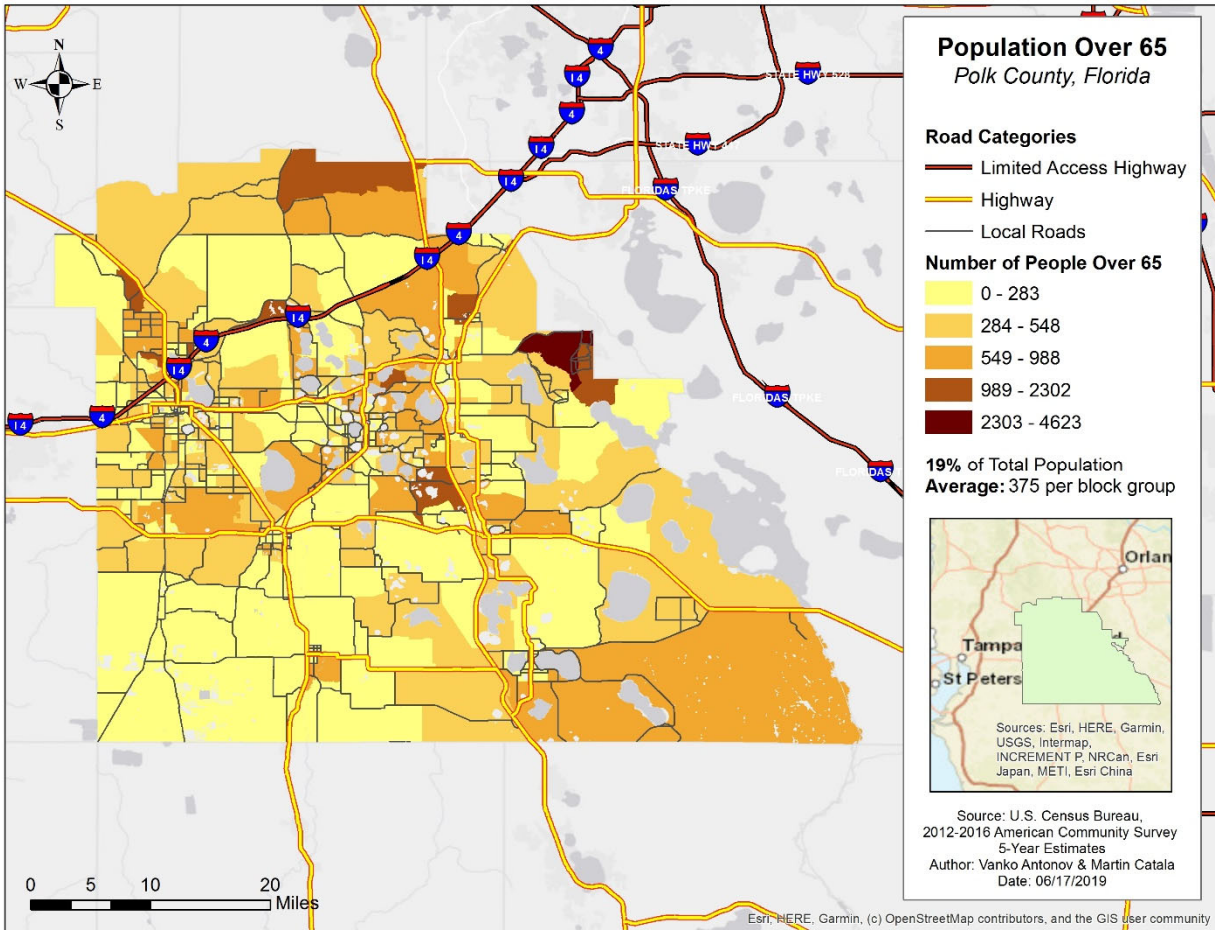 N
W
E
S
4
I 4
4
4
I 4
I 4
4
I 4
I 4
4
I 4
4
I 4
STATE HWY 528
STATE HWY 4
FLORIDAS TPKE
FLORIDAS TPKE
FLORIDAS T
Population Over 65
Polk County, Florida
Road Categories
Limited Access Highway
Highway
Local Roads
Number of People Over 65
0 - 283
284 - 548
549 - 988
989 - 2302
2303 - 4623
19% of Total Population
Average: 375 per block group
Orlan
Tampa
St Peters
Sources: Esri, HERE, Garmin,
USGS, Intermap,
INCREMENT P, NRCan, Esri
Japan, METI, Esri China
Source: U.S. Census Bureau,
2012-2016 American Community Survey
5-Year Estimates
Author: Vanko Antonov & Martin Catala
Date: 06/17/2019
0 5 10 20
Miles
Esri, HERE, Garmin, (c) OpenStreetMap contributors, and the GIS user community